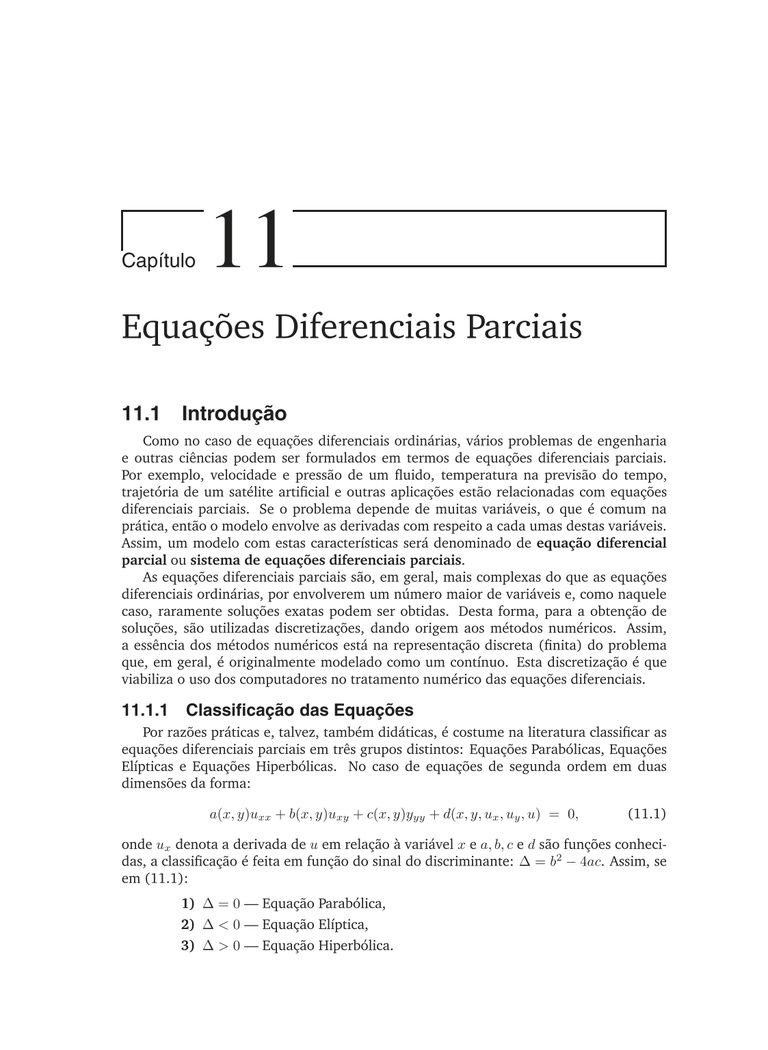 Capítulo 11
Equações Diferenciais Parciais
11.1 Introdução
Como no caso de equações diferenciais ordinárias, vários problemas de engenharia
e outras ciências podem ser formulados em termos de equações diferenciais parciais.
Por exemplo, velocidade e pressão de um fluido, temperatura na previsão do tempo,
trajetória de um satélite artificial e outras aplicações estão relacionadas com equações
diferenciais parciais. Se o problema depende de muitas variáveis, o que é comum na
prática, então o modelo envolve as derivadas com respeito a cada umas destas variáveis.
Assim, um modelo com estas características será denominado de equação diferencial
parcial ou sistema de equações diferenciais parciais.
As equações diferenciais parciais são, em geral, mais complexas do que as equações
diferenciais ordinárias, por envolverem um número maior de variáveis e, como naquele
caso, raramente soluções exatas podem ser obtidas. Desta forma, para a obtenção de
soluções, são utilizadas discretizações, dando origem aos métodos numéricos. Assim,
a essência dos métodos numéricos está na representação discreta (finita) do problema
que, em geral, é originalmente modelado como um contínuo. Esta discretização é que
viabiliza o uso dos computadores no tratamento numérico das equações diferenciais.
11.1.1 Classificação das Equações
Por razões práticas e, talvez, também didáticas, é costume na literatura classificar as
equações diferenciais parciais em três grupos distintos: Equações Parabólicas, Equações
Elípticas e Equações Hiperbólicas. No caso de equações de segunda ordem em duas
dimensões da forma:
a(x, y)u_{xx} + b(x, y)u_{xy} + c(x, y)y_{yy} + d(x, y, u_x, u_y, u) = 0, (11.1)
onde u_x denota a derivada de u em relação à variável x e a, b, c e d são funções conheci-
das, a classificação é feita em função do sinal do discriminante: Δ = b² − 4ac. Assim, se
em (11.1):
1) Δ = 0 — Equação Parabólica,
2) Δ < 0 — Equação Elíptica,
3) Δ > 0 — Equação Hiperbólica.